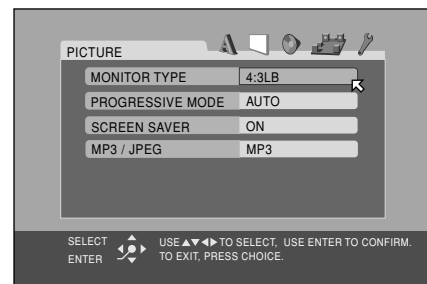 PICTURE
MONITOR TYPE 4:3LB
PROGRESSIVE MODE AUTO
SCREEN SAVER ON
MP3 / JPEG MP3
SELECT
ENTER
USE ▲▼◀▶ TO SELECT, USE ENTER TO CONFIRM.
TO EXIT, PRESS CHOICE.